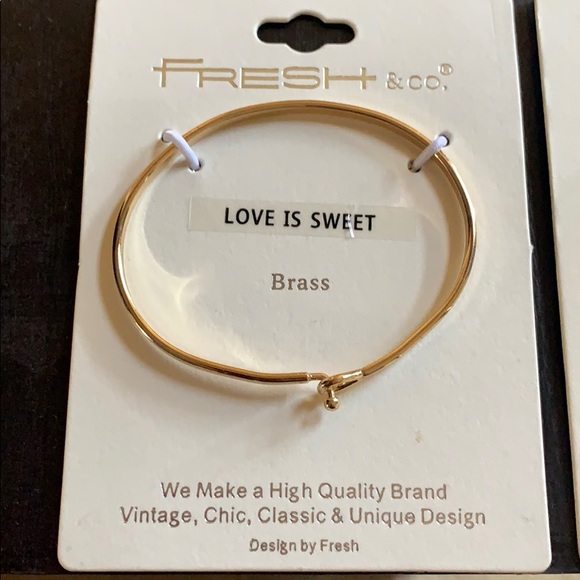 FRESH & CO.®
LOVE IS SWEET
Brass
We Make a High Quality Brand
Vintage, Chic, Classic & Unique Design
Design by Fresh